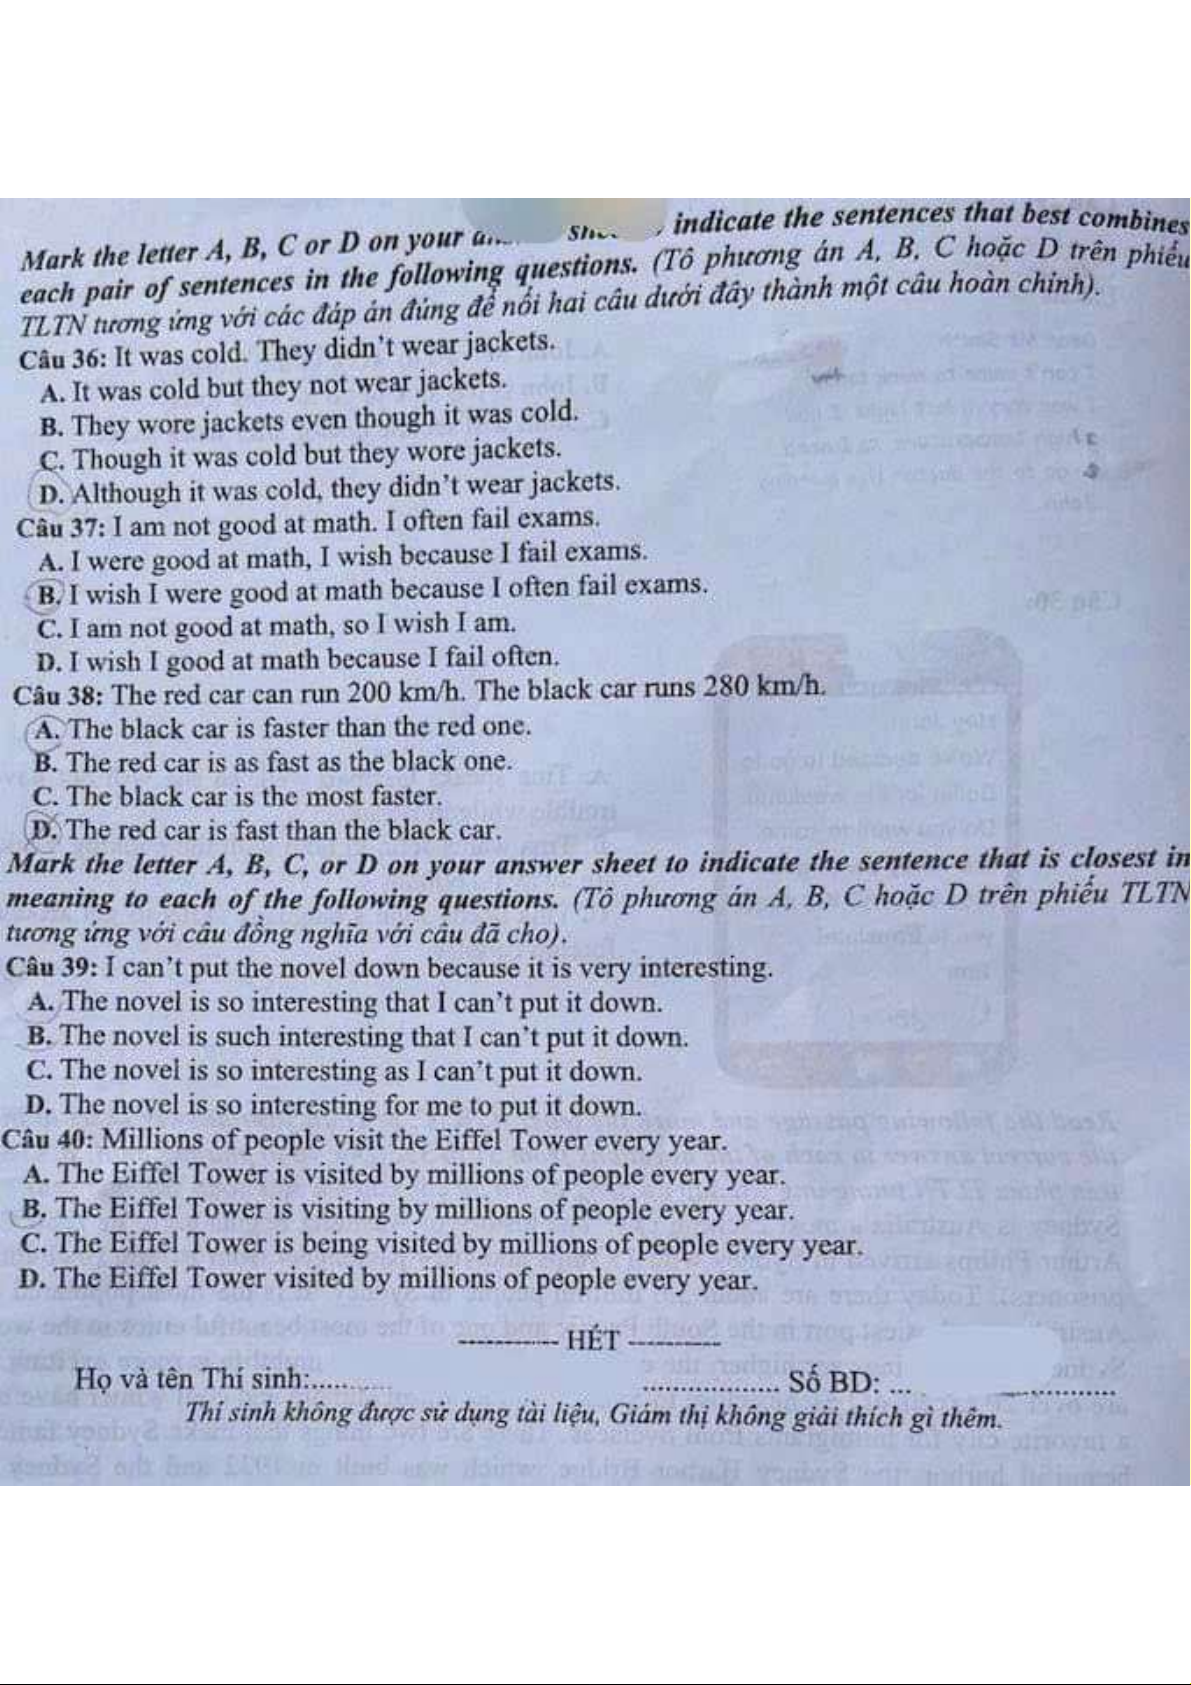 Mark the letter A, B, C or D on your indicate the sentences that best combines
each pair of sentences in the following questions. (Tô phương án A, B, C hoặc D trên phiếu
TLTN tương ứng với các đáp án đúng để nối hai câu dưới đây thành một câu hoàn chỉnh).
Câu 36: It was cold. They didn't wear jackets.
A. It was cold but they not wear jackets.
B. They wore jackets even though it was cold.
C. Though it was cold but they wore jackets.
D. Although it was cold, they didn't wear jackets.
Câu 37: I am not good at math. I often fail exams.
A. I were good at math, I wish because I fail exams.
B. I wish I were good at math because I often fail exams.
C. I am not good at math, so I wish I am.
D. I wish I good at math because I fail often.
Câu 38: The red car can run 200 km/h. The black car runs 280 km/h.
A. The black car is faster than the red one.
B. The red car is as fast as the black one.
C. The black car is the most faster.
D. The red car is fast than the black car.
Mark the letter A, B, C, or D on your answer sheet to indicate the sentence that is closest in
meaning to each of the following questions. (Tô phương án A, B, C hoặc D trên phiếu TLTN
tương ứng với câu đồng nghĩa với câu đã cho).
Câu 39: I can't put the novel down because it is very interesting.
A. The novel is so interesting that I can't put it down.
B. The novel is such interesting that I can't put it down.
C. The novel is so interesting as I can't put it down.
D. The novel is so interesting for me to put it down.
Câu 40: Millions of people visit the Eiffel Tower every year.
A. The Eiffel Tower is visited by millions of people every year.
B. The Eiffel Tower is visiting by millions of people every year.
C. The Eiffel Tower is being visited by millions of people every year.
D. The Eiffel Tower visited by millions of people every year.
------------ HẾT -----------
Họ và tên Thí sinh:........... ................... Số BD: ... ................
Thí sinh không được sử dụng tài liệu, Giám thị không giải thích gì thêm.